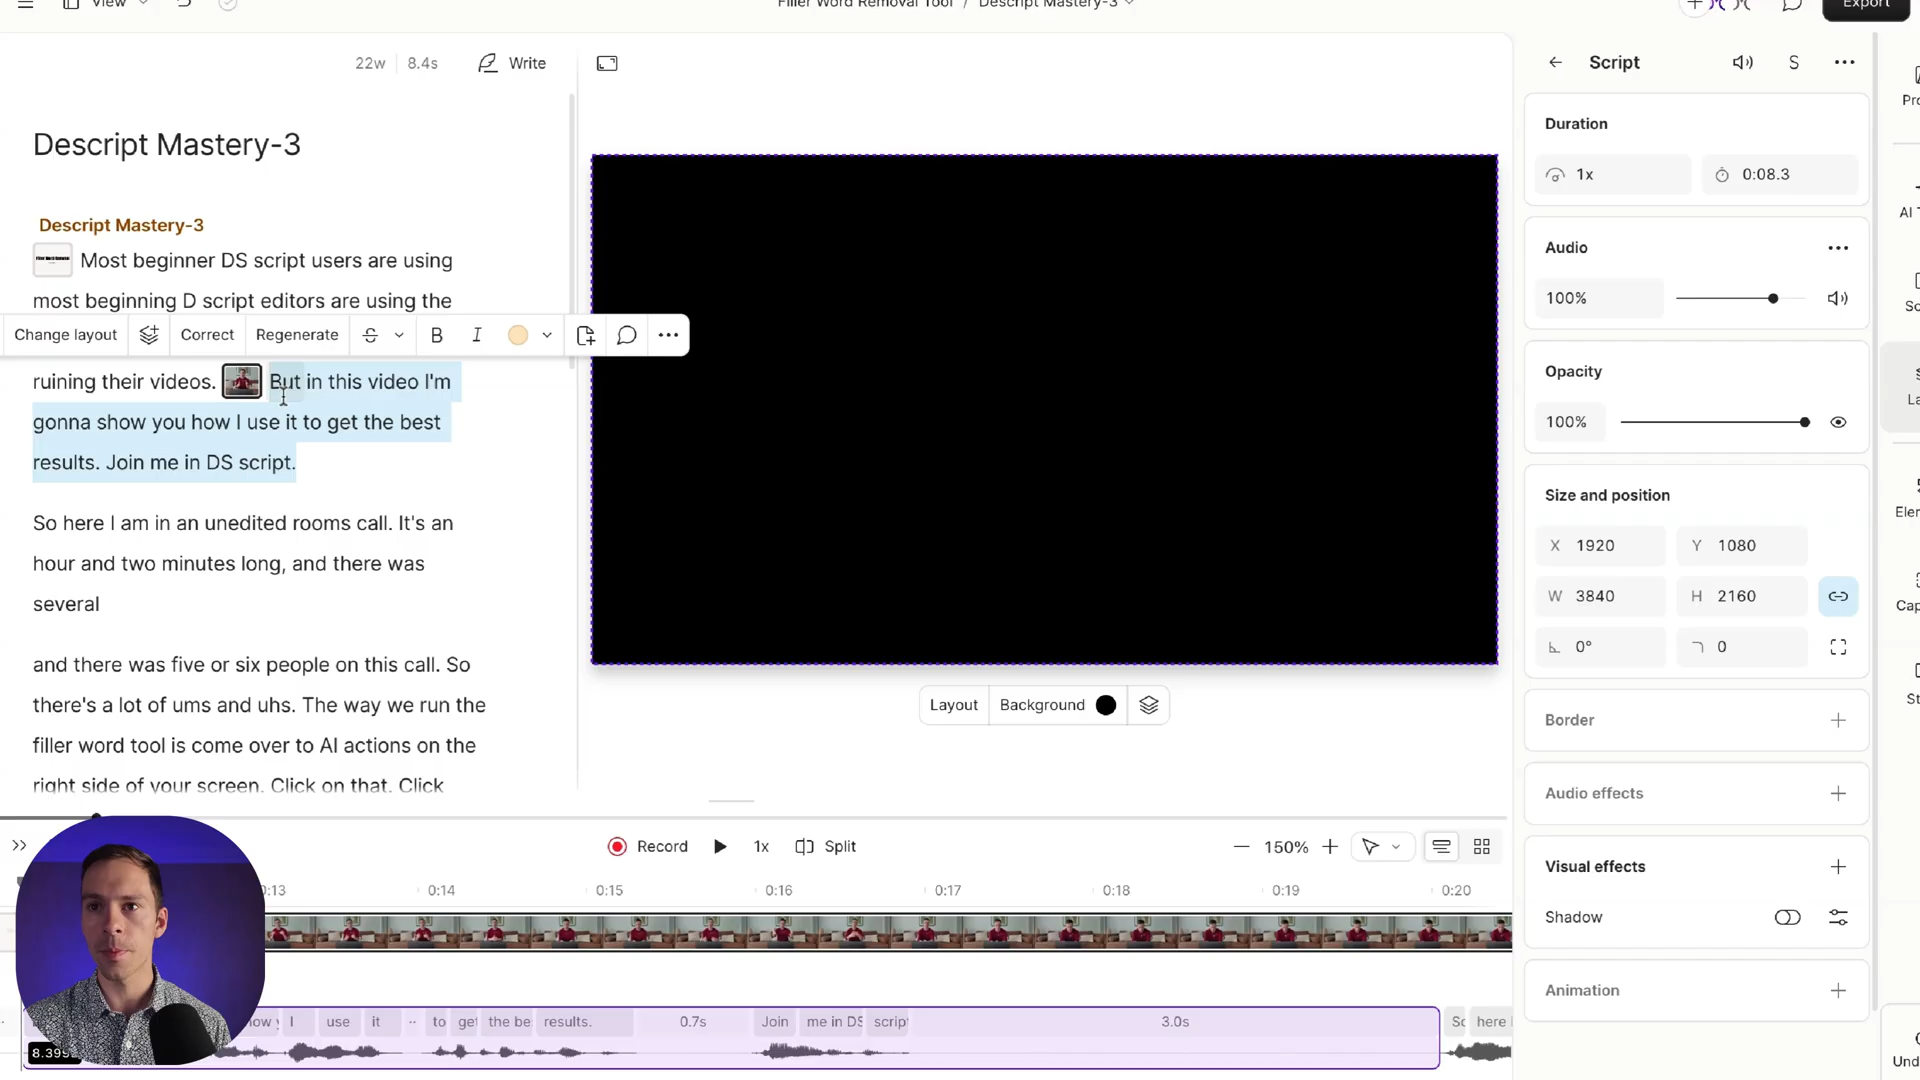 View
Filler Word Removal Tool / Descript Mastery-3
Export
22w 8.4s Write
Script S
Descript Mastery-3
Duration
1x 0:08.3
Descript Mastery-3
Most beginner DS script users are using
most beginning D script editors are using the
Change layout Correct Regenerate S B I
ruining their videos. But in this video I'm
gonna show you how I use it to get the best
results. Join me in DS script.
So here I am in an unedited rooms call. It's an
hour and two minutes long, and there was
several
and there was five or six people on this call. So
there's a lot of ums and uhs. The way we run the
filler word tool is come over to AI actions on the
right side of your screen. Click on that. Click
Audio
100%
Opacity
100%
Size and position
X 1920 Y 1080
W 3840 H 2160
0° 0
Border
Audio effects
Visual effects
Shadow
Animation
Layout Background
Record 1x Split 150%
0:13 0:14 0:15 0:16 0:17 0:18 0:19 0:20
I use it to get the be results. 0.7s Join me in DS script 3.0s So here I
8.399
AI T